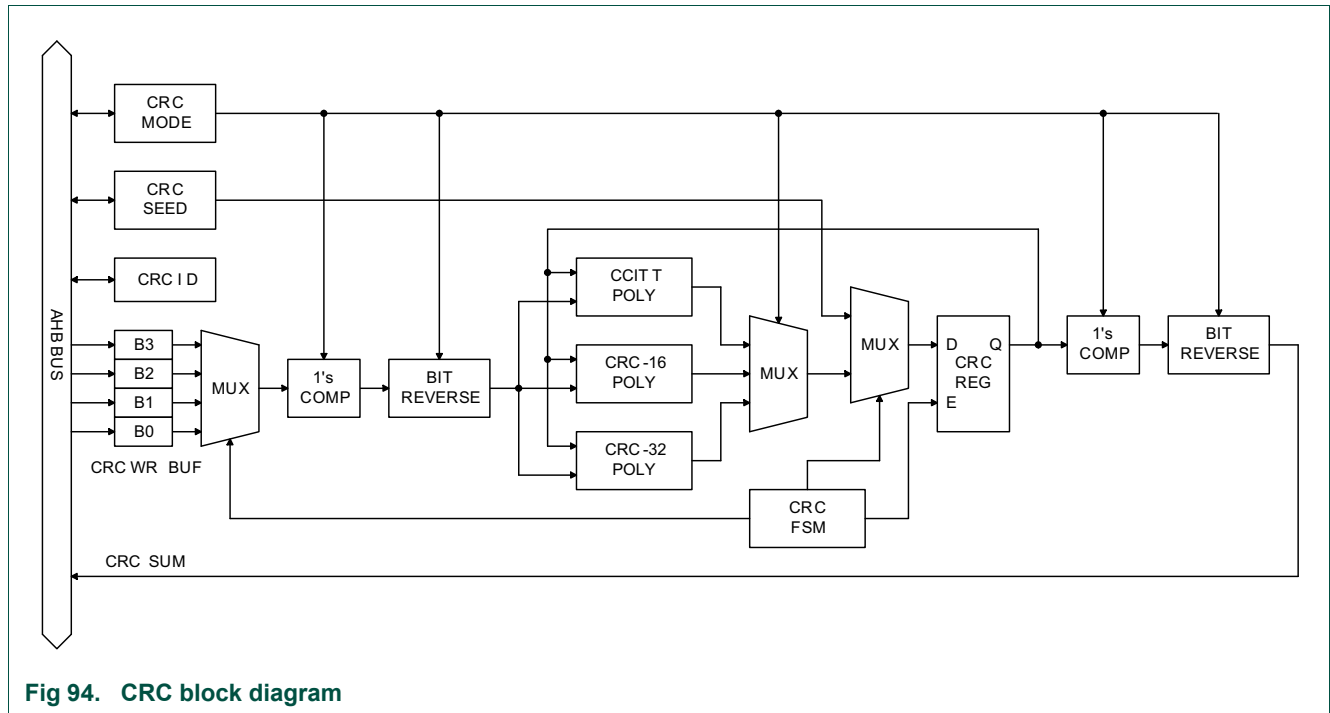 CRC
MODE
CRC
SEED
CRC ID
AHB BUS
B3
B2
B1
B0
CRC WR BUF
MUX
1's
COMP
BIT
REVERSE
CCITT
POLY
CRC-16
POLY
CRC-32
POLY
MUX
MUX
D Q
CRC
REG
E
1's
COMP
BIT
REVERSE
CRC
FSM
CRC SUM
Fig 94. CRC block diagram